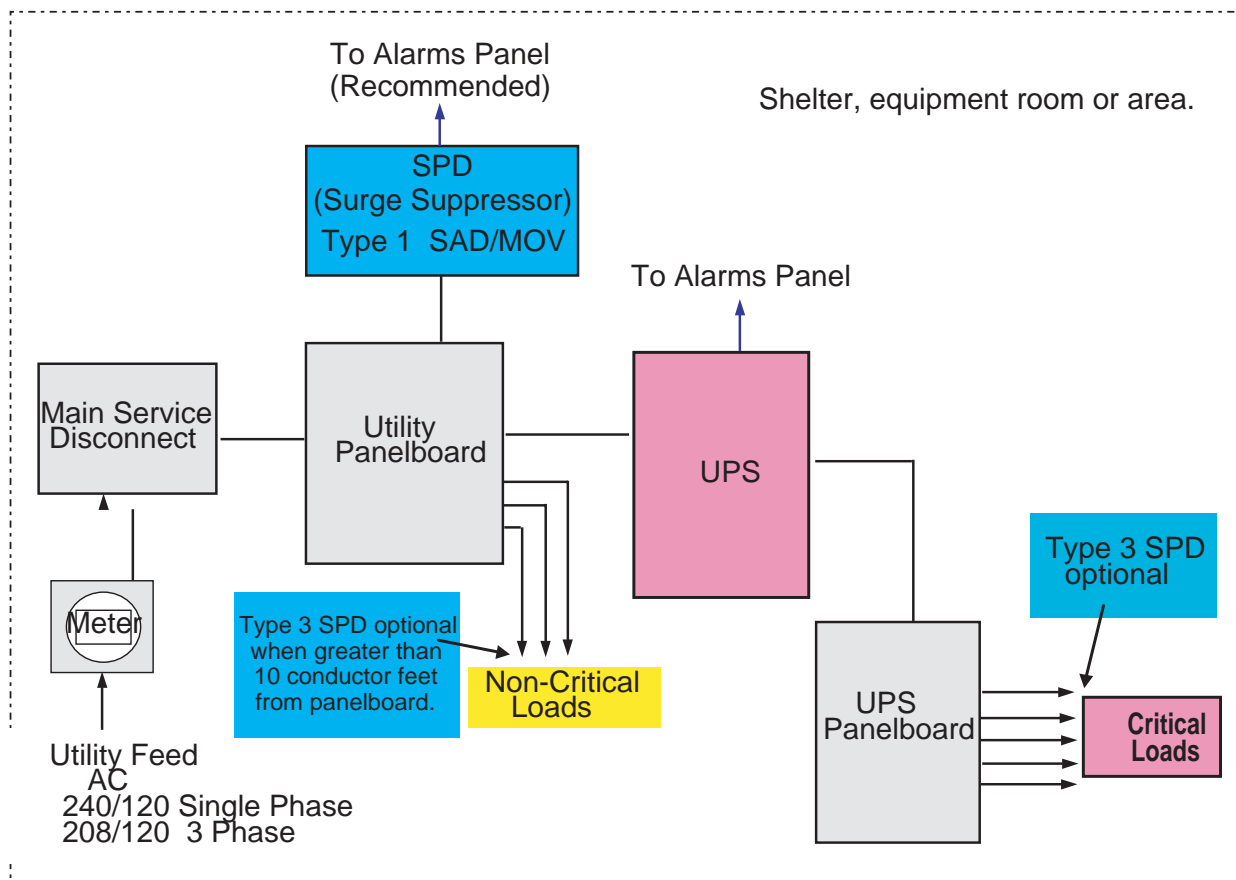 To Alarms Panel
(Recommended)
Shelter, equipment room or area.
SPD
(Surge Suppressor)
Type 1 SAD/MOV
To Alarms Panel
Main Service
Disconnect
Utility
Panelboard
UPS
Type 3 SPD
optional
Meter
Type 3 SPD optional
when greater than
10 conductor feet
from panelboard.
Non-Critical
Loads
UPS
Panelboard
Critical
Loads
Utility Feed
AC
240/120 Single Phase
208/120 3 Phase